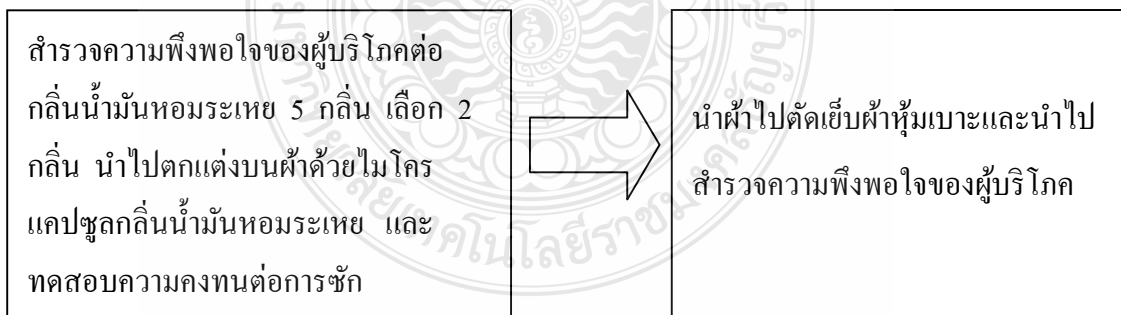 สำรวจความพึงพอใจของผู้บริโภคต่อ
กลิ่นน้ำมันหอมระเหย 5 กลิ่น เลือก 2
กลิ่น นำไปตกแต่งบนผ้าด้วยไมโคร
แคปซูลกลิ่นน้ำมันหอมระเหย และ
ทดสอบความคงทนต่อการซัก
นำผ้าไปตัดเย็บผ้าหุ้มเบาะและนำไป
สำรวจความพึงพอใจของผู้บริโภค